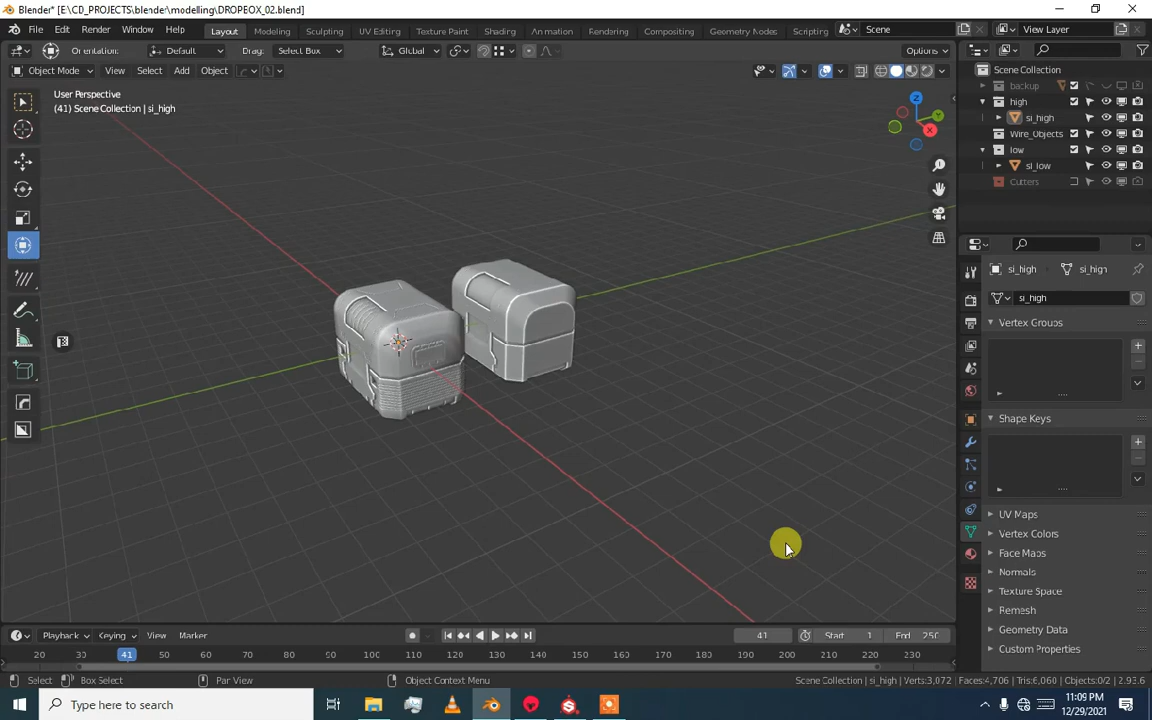 Blender* [E:\CD_PROJECTS\blender\modelling\DROPBOX_02.blend]
File Edit Render Window Help Layout Modeling Sculpting UV Editing Texture Paint Shading Animation Rendering Compositing Geometry Nodes Scripting Scene View Layer
Orientation: Default Drag: Select Box Global Options
Object Mode View Select Add Object
User Perspective
(41) Scene Collection | si_high
Scene Collection
backup
high
si_high
Wire_Objects
low
si_low
Cutters
si_high si_high
si_high
Vertex Groups
Shape Keys
UV Maps
Vertex Colors
Face Maps
Normals
Texture Space
Remesh
Geometry Data
Custom Properties
Playback Keying View Marker 41 Start 1 End 250
20 30 41 50 60 70 80 90 100 110 120 130 140 150 160 170 180 190 200 210 220 230
Select Box Select Pan View Object Context Menu Scene Collection | si_high | Verts:3,072 | Faces:4,706 | Tris:6,060 | Objects:0/2 | 2.93.6
Type here to search
11:09 PM
12/29/2021